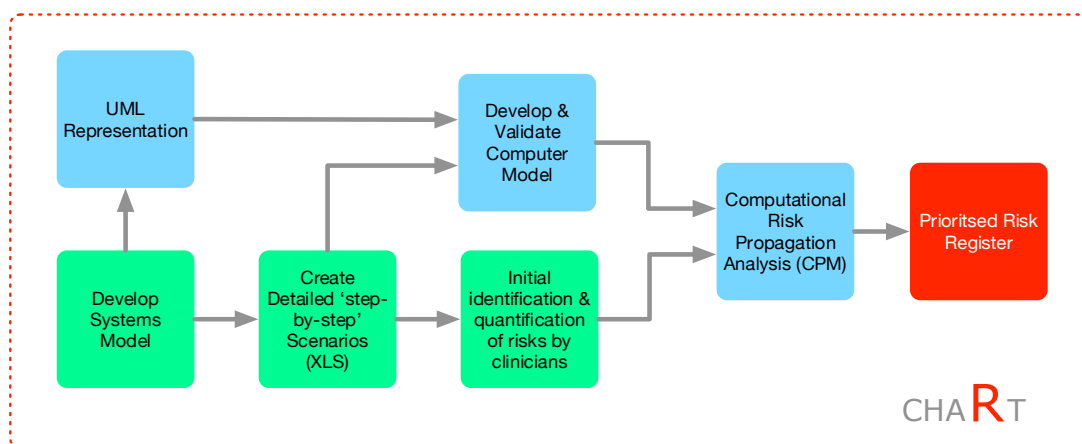 UML
Representation
Develop &
Validate
Computer
Model
Computational
Risk
Propagation
Analysis (CPM)
Prioritsed Risk
Register
Develop
Systems
Model
Create
Detailed ‘step-
by-step’
Scenarios
(XLS)
Initial
identification &
quantification
of risks by
clinicians
CHART